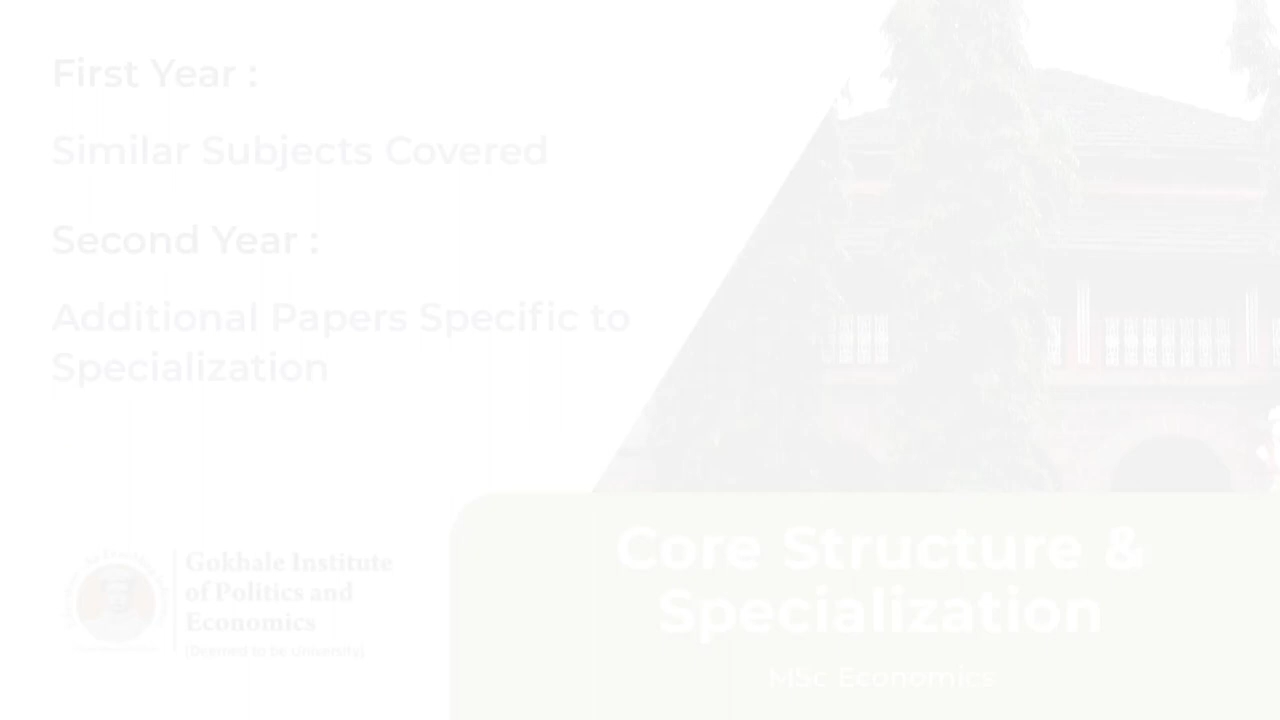 First Year :
Similar Subjects Covered
Second Year :
Additional Papers Specific to
Specialization
Gokhale Institute
of Politics and
Economics
(Deemed to be University)
Core Structure &
Specialization
MSc Economics